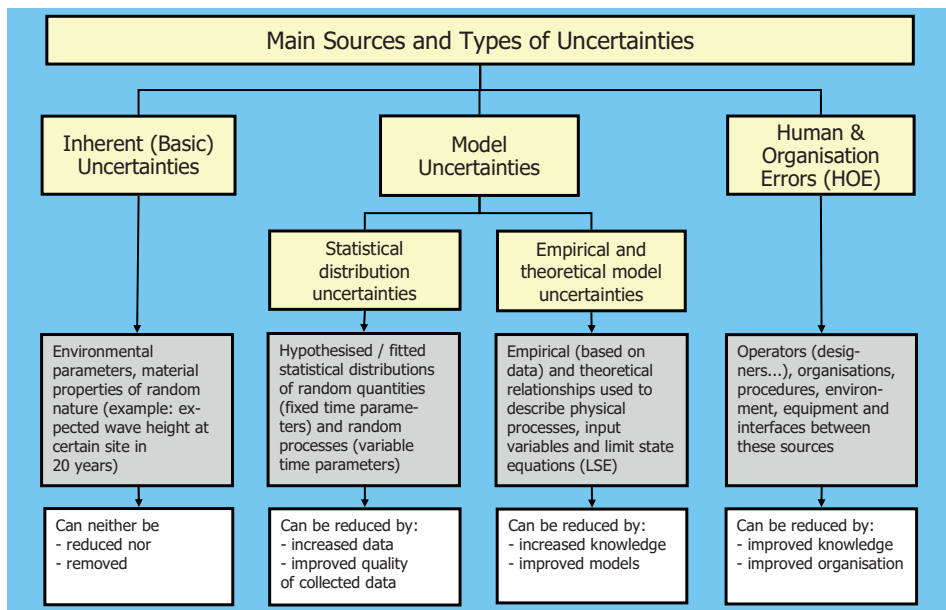 Main Sources and Types of Uncertainties
Inherent (Basic)
Uncertainties
Model
Uncertainties
Human &
Organisation
Errors (HOE)
Statistical
distribution
uncertainties
Empirical and
theoretical model
uncertainties
Environmental
parameters, material
properties of random
nature (example: ex-
pected wave height at
certain site in
20 years)
Hypothesised / fitted
statistical distributions
of random quantities
(fixed time parame-
ters) and random
processes (variable
time parameters)
Empirical (based on
data) and theoretical
relationships used to
describe physical
processes, input
variables and limit state
equations (LSE)
Operators (desig-
ners...), organisations,
procedures, environ-
ment, equipment and
interfaces between
these sources
Can neither be
- reduced nor
- removed
Can be reduced by:
- increased data
- improved quality
of collected data
Can be reduced by:
- increased knowledge
- improved models
Can be reduced by:
- improved knowledge
- improved organisation